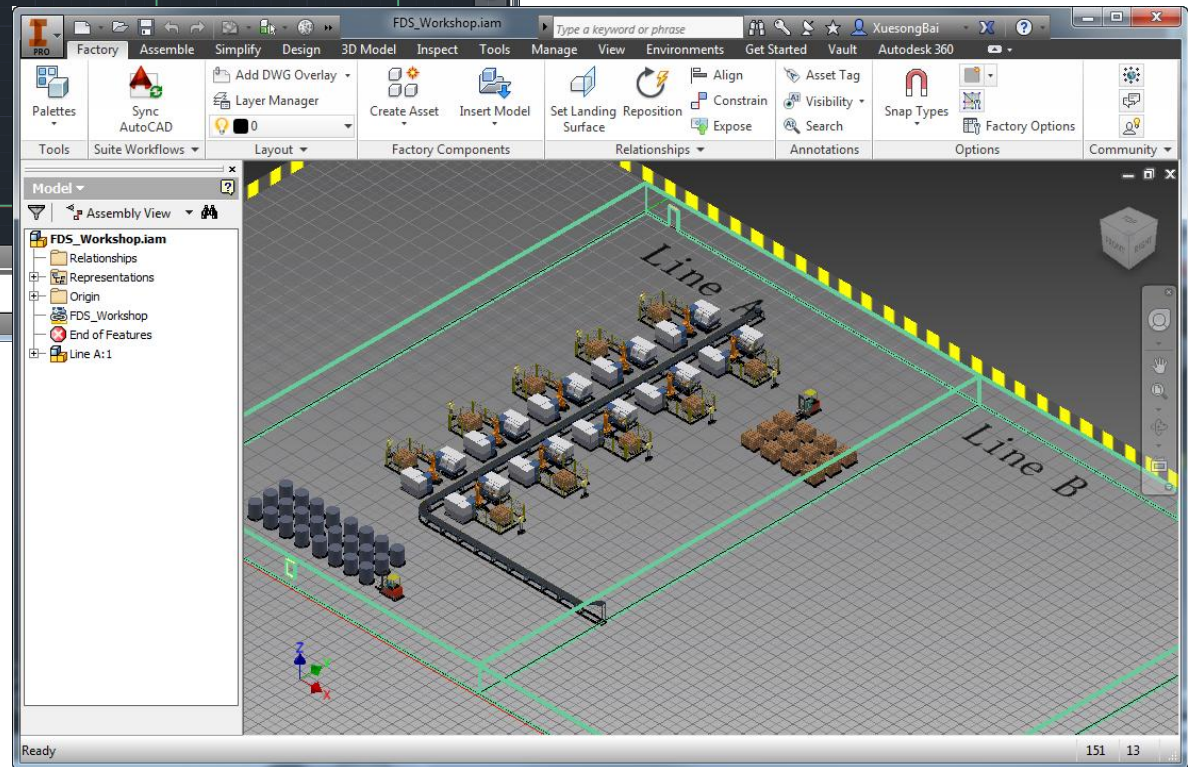 FDS_Workshop.iam
Type a keyword or phrase
XuesongBai
PRO
Factory Assemble Simplify Design 3D Model Inspect Tools Manage View Environments Get Started Vault Autodesk 360
Palettes
Sync AutoCAD
Add DWG Overlay
Layer Manager
0
Create Asset
Insert Model
Set Landing Surface
Reposition
Align
Constrain
Expose
Asset Tag
Visibility
Search
Snap Types
Factory Options
Tools Suite Workflows Layout Factory Components Relationships Annotations Options Community
Model
Assembly View
FDS_Workshop.iam
Relationships
Representations
Origin
FDS_Workshop
End of Features
Line A:1
Line A
Line B
Z
X
Ready
151 13